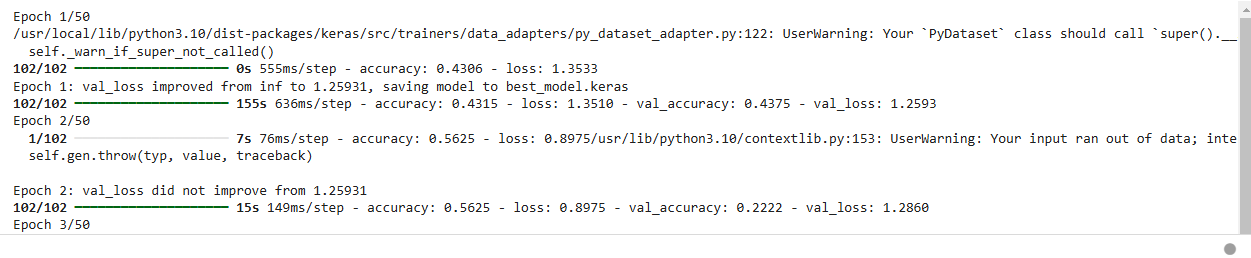 Epoch 1/50
/usr/local/lib/python3.10/dist-packages/keras/src/trainers/data_adapters/py_dataset_adapter.py:122: UserWarning: Your `PyDataset` class should call `super().__
self._warn_if_super_not_called()
102/102 ━━━━━━━━━━━━━━━━━━━━ 0s 555ms/step - accuracy: 0.4306 - loss: 1.3533
Epoch 1: val_loss improved from inf to 1.25931, saving model to best_model.keras
102/102 ━━━━━━━━━━━━━━━━━━━━ 155s 636ms/step - accuracy: 0.4315 - loss: 1.3510 - val_accuracy: 0.4375 - val_loss: 1.2593
Epoch 2/50
1/102 ━━━━━━━━━━━━━━━━━━━━ 7s 76ms/step - accuracy: 0.5625 - loss: 0.8975/usr/lib/python3.10/contextlib.py:153: UserWarning: Your input ran out of data; inte
self.gen.throw(typ, value, traceback)
Epoch 2: val_loss did not improve from 1.25931
102/102 ━━━━━━━━━━━━━━━━━━━━ 15s 149ms/step - accuracy: 0.5625 - loss: 0.8975 - val_accuracy: 0.2222 - val_loss: 1.2860
Epoch 3/50